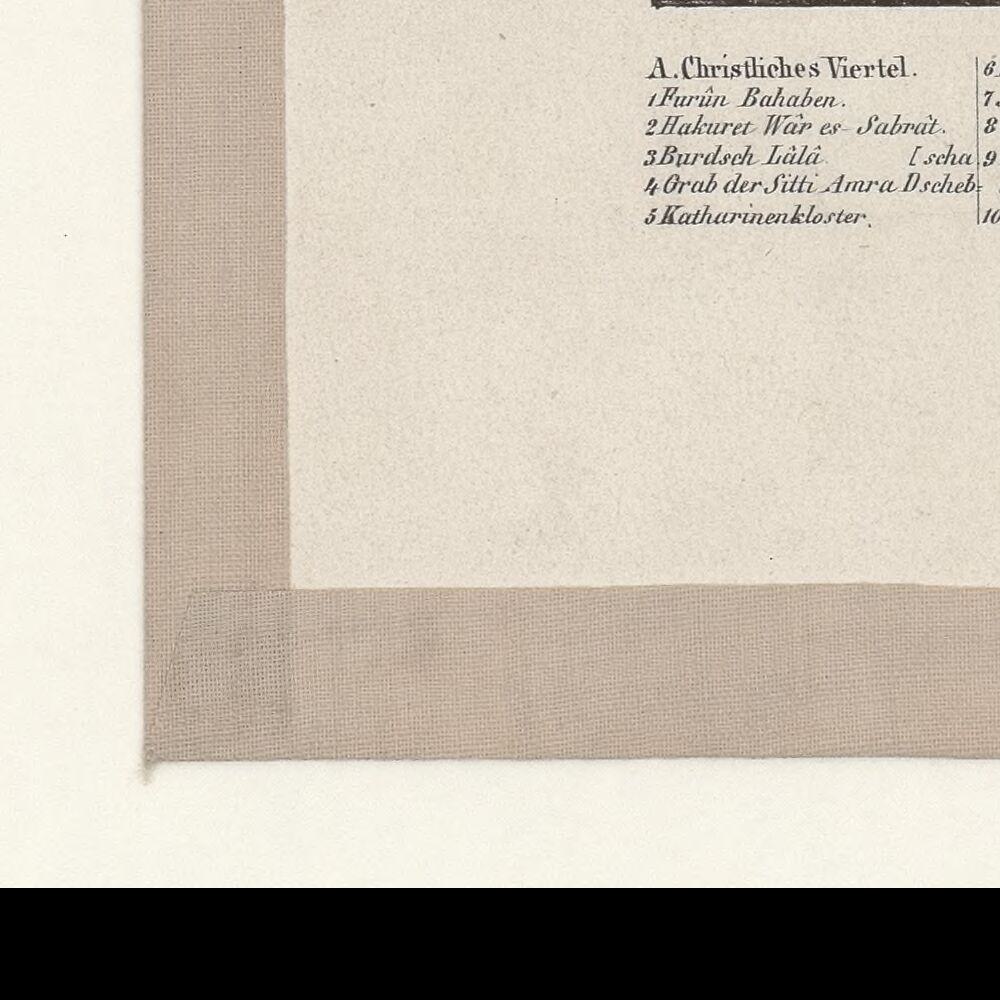 A. Christliches Viertel.
1 Furûn Bahaben.
2 Hakuret Wâr es-Sabrât.
3 Burdsch Lâlâ [scha
4 Grab der Sitti Amra Dscheb-
5 Katharinenkloster.
6
7
8
9
10